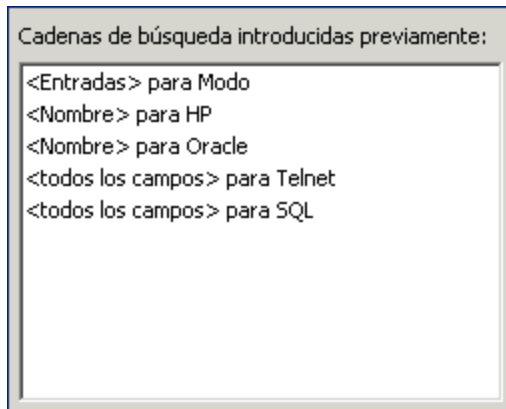 Cadenas de búsqueda introducidas previamente:
<Entradas> para Modo
<Nombre> para HP
<Nombre> para Oracle
<todos los campos> para Telnet
<todos los campos> para SQL